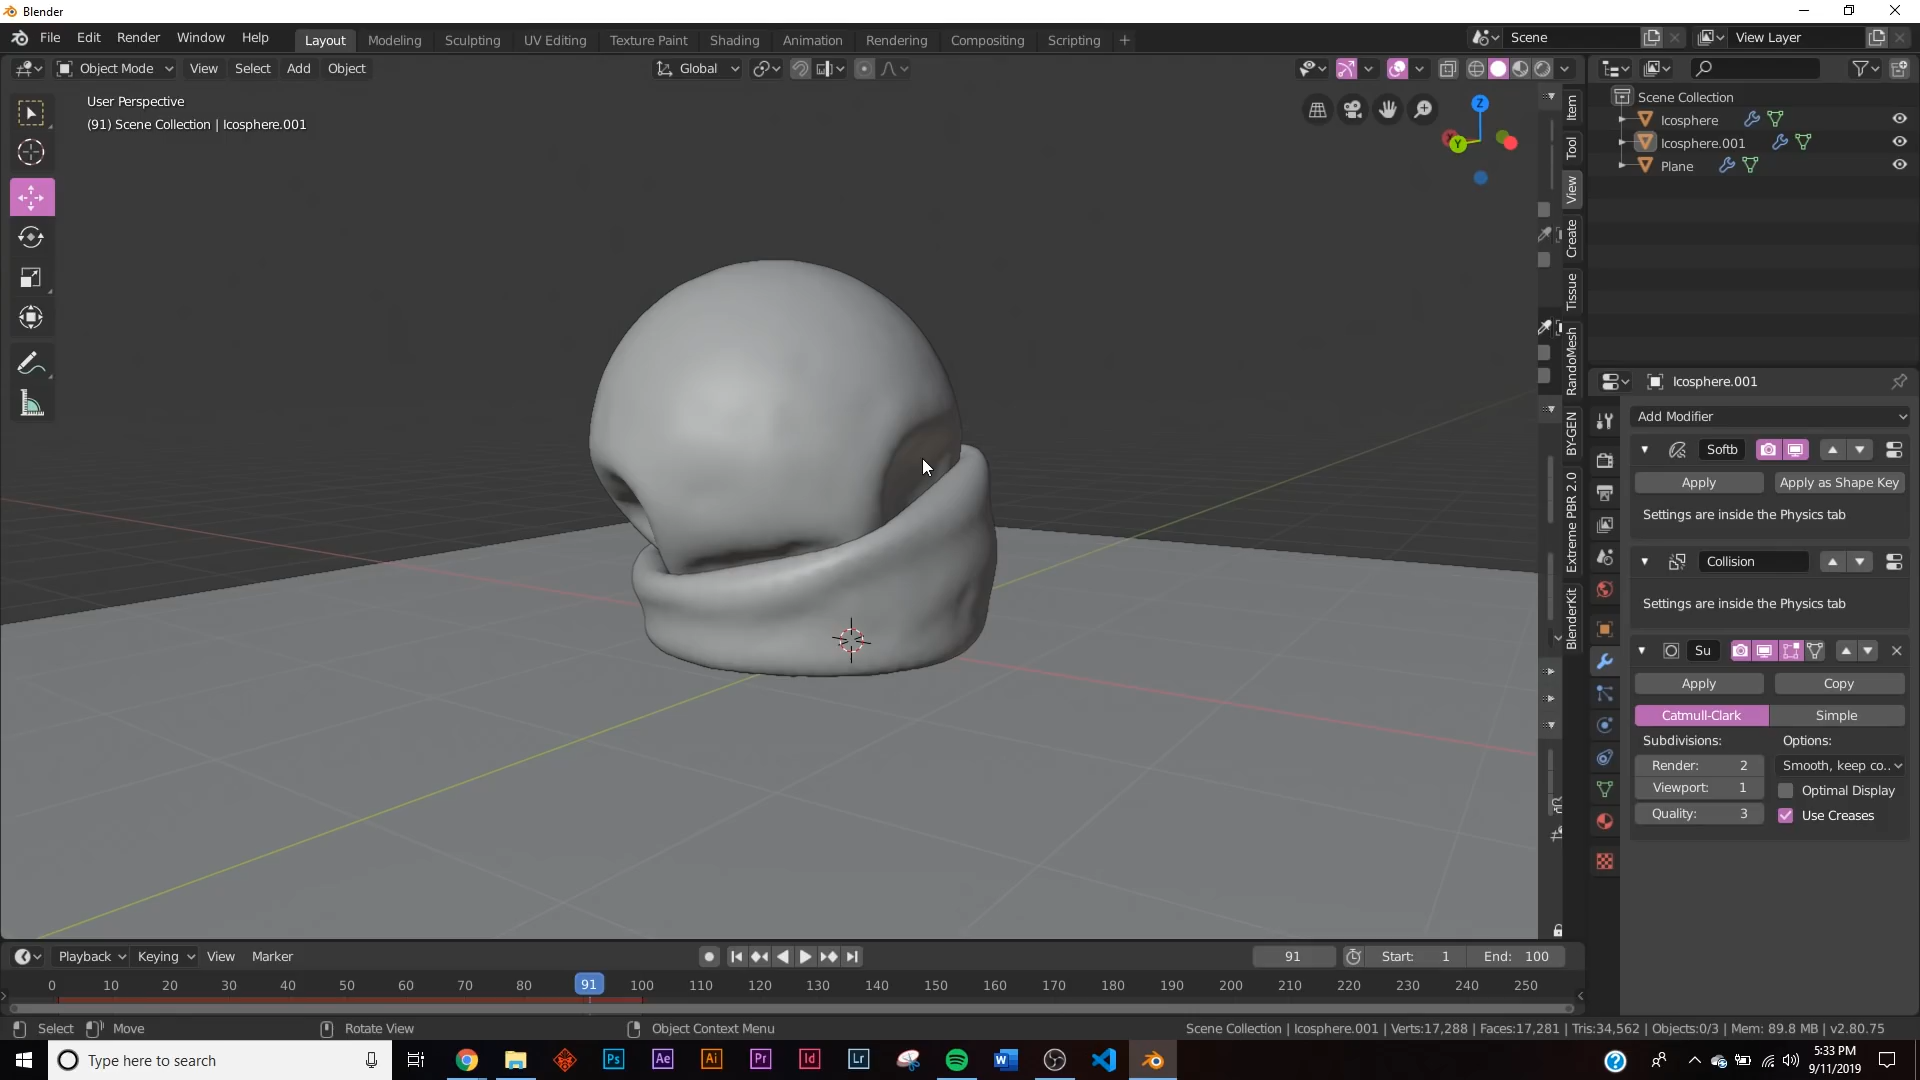 Blender
File Edit Render Window Help
Layout Modeling Sculpting UV Editing Texture Paint Shading Animation Rendering Compositing Scripting +
Scene
View Layer
Object Mode View Select Add Object
Global
User Perspective
(91) Scene Collection | Icosphere.001
Z
Y
Item
Tool
View
Create
Tissue
RandoMesh
BY-GEN
Extreme PBR 2.0
BlenderKit
Scene Collection
Icosphere
Icosphere.001
Plane
Icosphere.001
Add Modifier
Softb
Apply Apply as Shape Key
Settings are inside the Physics tab
Collision
Settings are inside the Physics tab
Su
Apply Copy
Catmull-Clark Simple
Subdivisions: Options:
Render: 2 Smooth, keep co..
Viewport: 1 Optimal Display
Quality: 3 Use Creases
Playback Keying View Marker
91 Start: 1 End: 100
0 10 20 30 40 50 60 70 80 91 100 110 120 130 140 150 160 170 180 190 200 210 220 230 240 250
Select Move Rotate View Object Context Menu
Scene Collection | Icosphere.001 | Verts:17,288 | Faces:17,281 | Tris:34,562 | Objects:0/3 | Mem: 89.8 MB | v2.80.75
Type here to search
Ps Ae Ai Pr Id Lr W
5:33 PM
9/11/2019